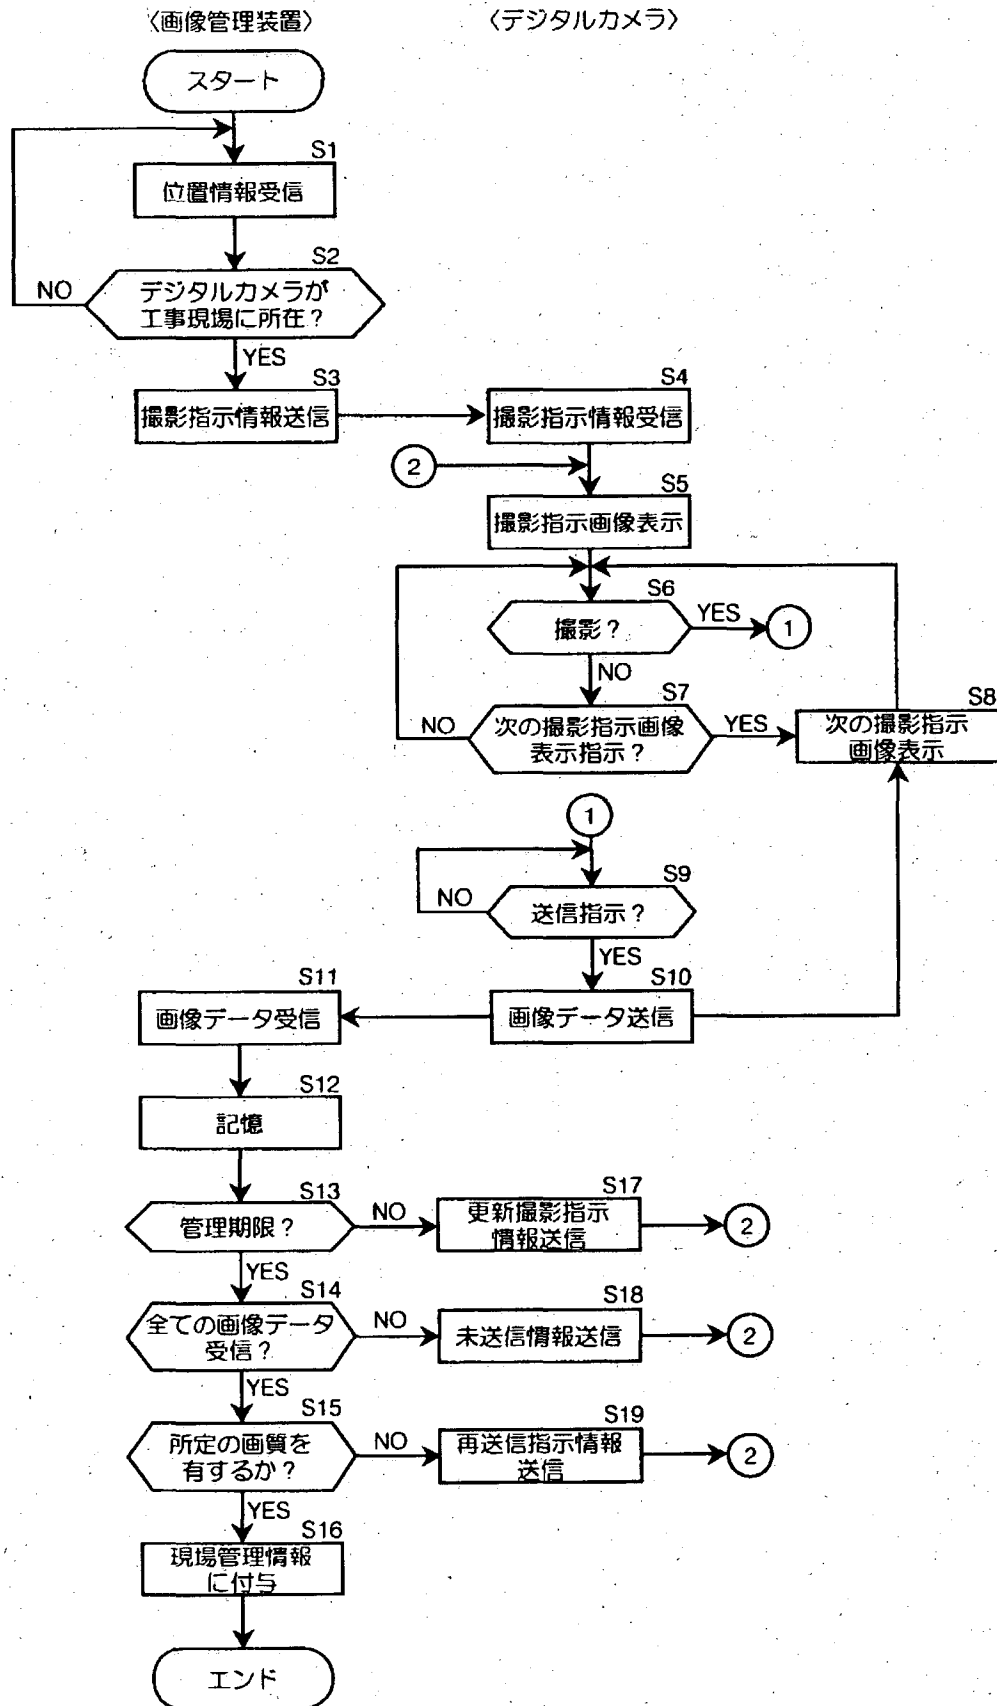 〈画像管理装置〉
〈デジタルカメラ〉
スタート
S1
位置情報受信
S2
NO
デジタルカメラが
工事現場に所在？
YES
S3
撮影指示情報送信
S4
撮影指示情報受信
2
S5
撮影指示画像表示
S6
撮影？
YES
1
NO
S7
NO
次の撮影指示画像
表示指示？
YES
S8
次の撮影指示
画像表示
1
S9
NO
送信指示？
YES
S10
画像データ送信
S11
画像データ受信
S12
記憶
S13
管理期限？
NO
S17
更新撮影指示
情報送信
2
YES
S14
全ての画像データ
受信？
NO
S18
未送信情報送信
2
YES
S15
所定の画質を
有するか？
NO
S19
再送信指示情報
送信
2
YES
S16
現場管理情報
に付与
エンド